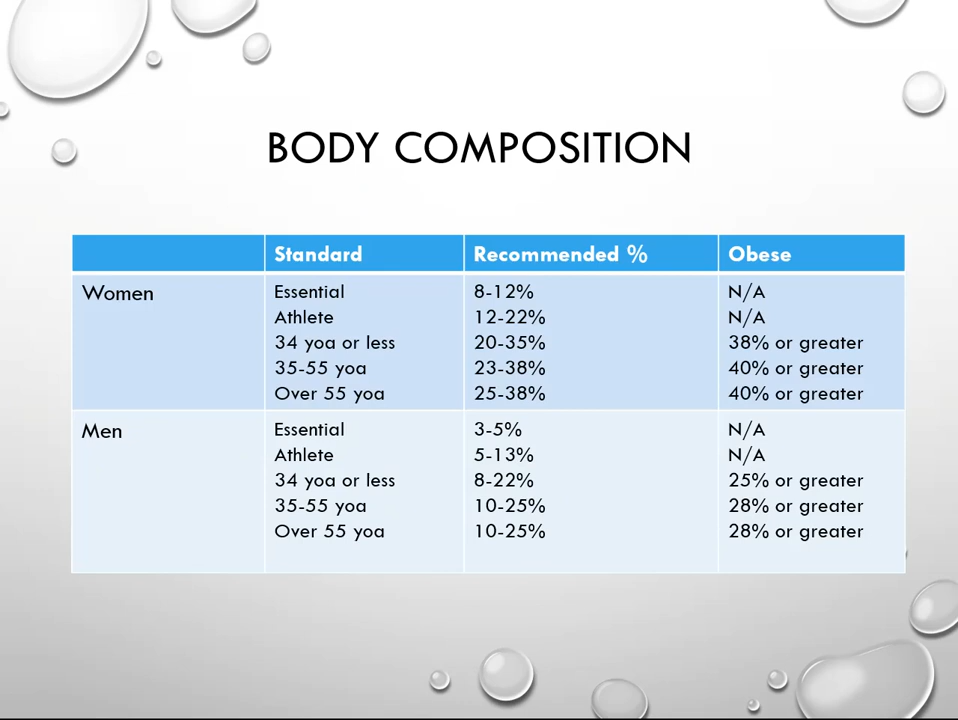 BODY COMPOSITION
Standard Recommended % Obese
Women Essential 8-12% N/A
Athlete 12-22% N/A
34 yoa or less 20-35% 38% or greater
35-55 yoa 23-38% 40% or greater
Over 55 yoa 25-38% 40% or greater
Men Essential 3-5% N/A
Athlete 5-13% N/A
34 yoa or less 8-22% 25% or greater
35-55 yoa 10-25% 28% or greater
Over 55 yoa 10-25% 28% or greater